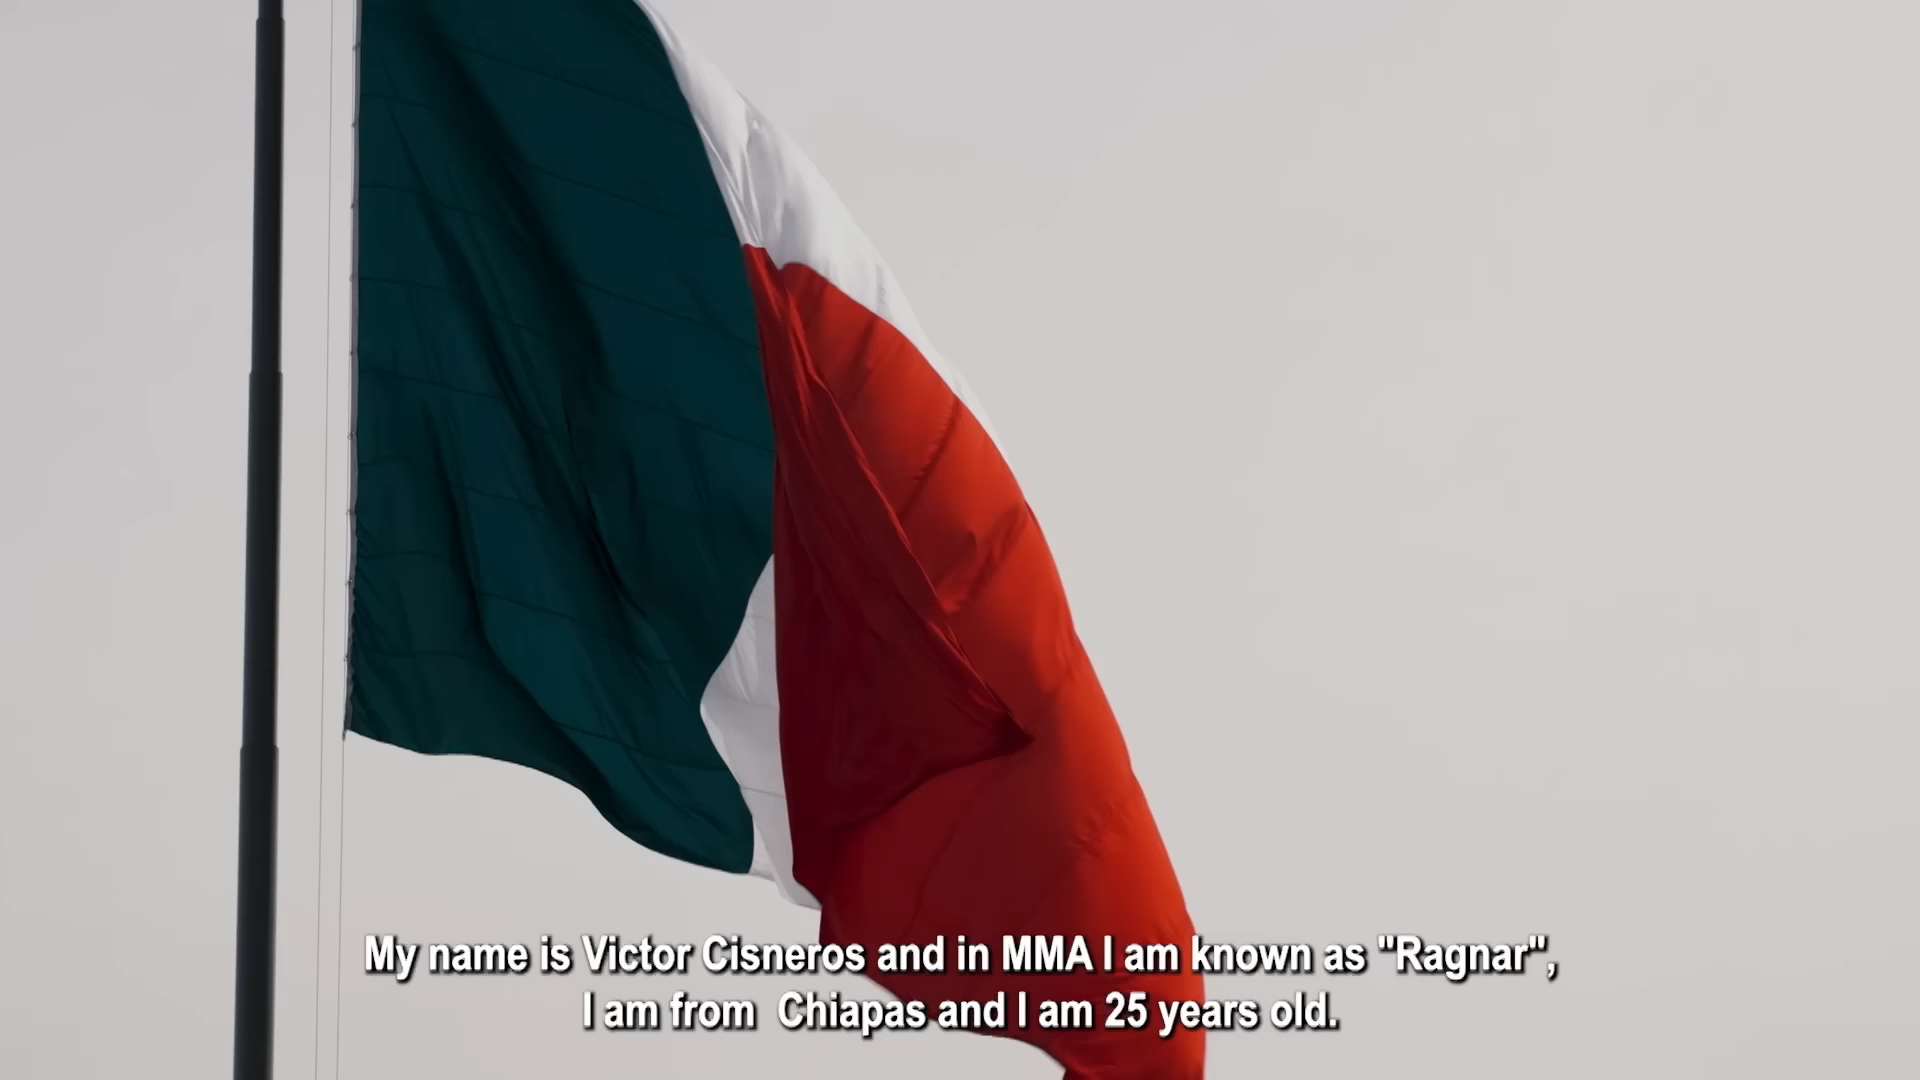 My name is Victor Cisneros and in MMA I am known as "Ragnar",
I am from  Chiapas and I am 25 years old.